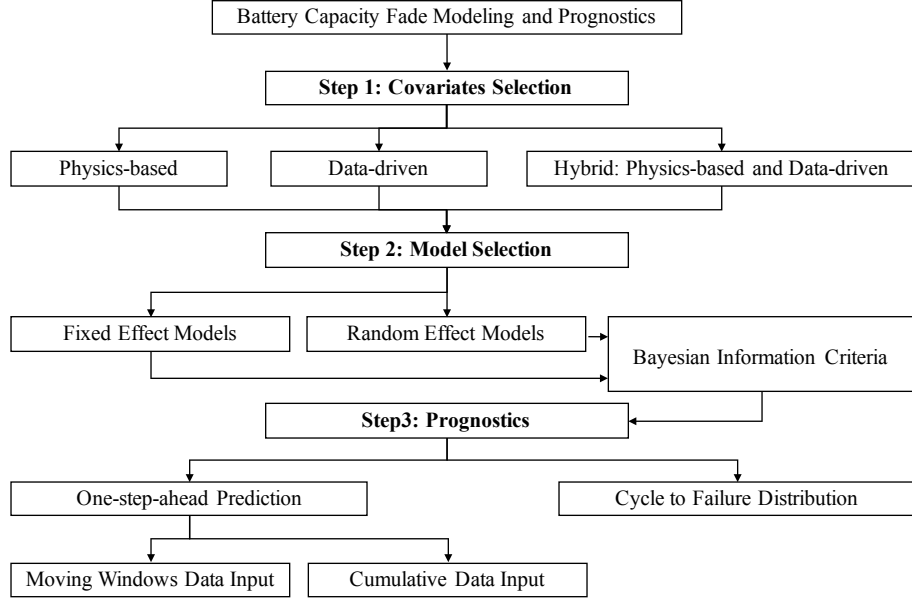 Battery Capacity Fade Modeling and Prognostics
Step 1: Covariates Selection
Physics-based
Data-driven
Hybrid: Physics-based and Data-driven
Step 2: Model Selection
Fixed Effect Models
Random Effect Models
Bayesian Information Criteria
Step3: Prognostics
One-step-ahead Prediction
Cycle to Failure Distribution
Moving Windows Data Input
Cumulative Data Input